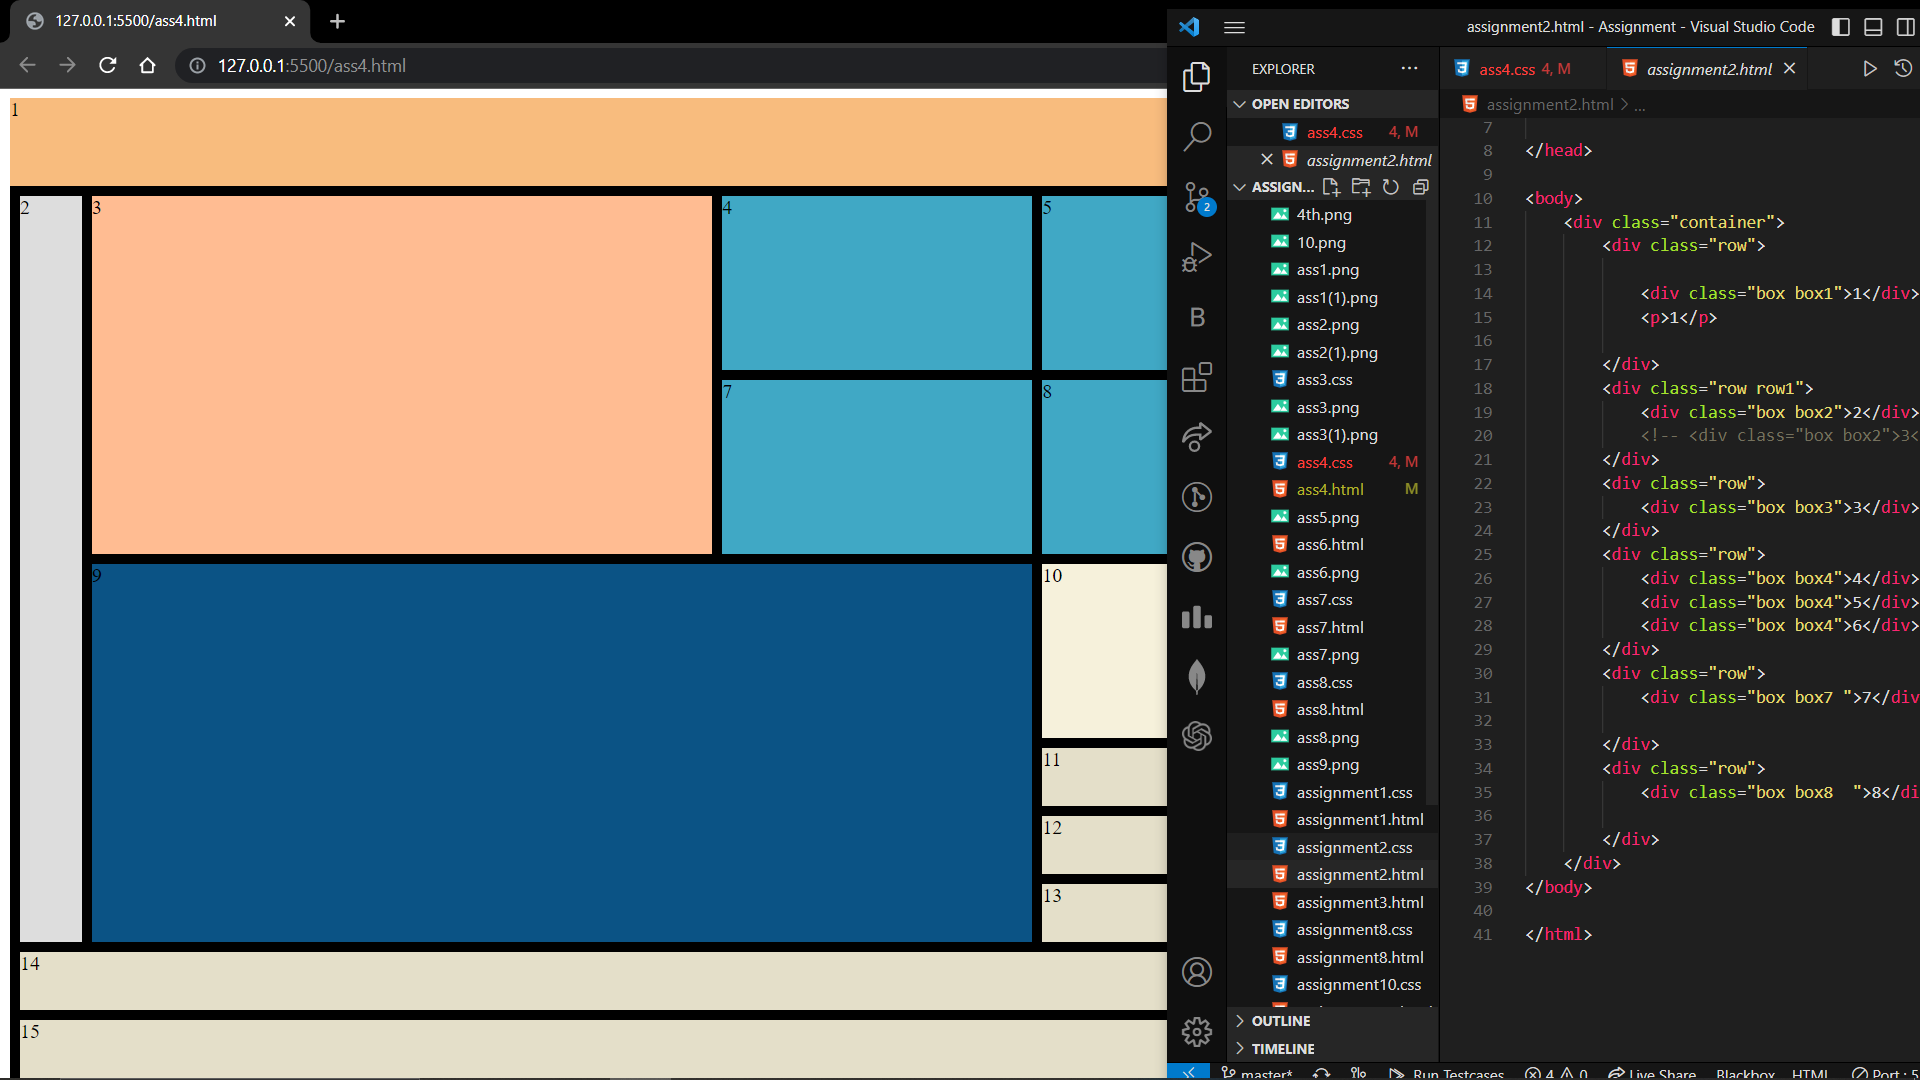 127.0.0.1:5500/ass4.html
127.0.0.1:5500/ass4.html
1
2
3
4
5
7
8
9
10
11
12
13
14
15
assignment2.html - Assignment - Visual Studio Code
EXPLORER
OPEN EDITORS
ass4.css 4, M
assignment2.html
ASSIGN...
4th.png
10.png
ass1.png
ass1(1).png
ass2.png
ass2(1).png
ass3.css
ass3.png
ass3(1).png
ass4.css 4, M
ass4.html M
ass5.png
ass6.html
ass6.png
ass7.css
ass7.html
ass7.png
ass8.css
ass8.html
ass8.png
ass9.png
assignment1.css
assignment1.html
assignment2.css
assignment2.html
assignment3.html
assignment8.css
assignment8.html
assignment10.css
OUTLINE
TIMELINE
2
B
ass4.css 4, M
assignment2.html
assignment2.html > ...
7
8 </head>
9
10 <body>
11 <div class="container">
12 <div class="row">
13
14 <div class="box box1">1</div>
15 <p>1</p>
16
17 </div>
18 <div class="row row1">
19 <div class="box box2">2</div>
20 <!-- <div class="box box2">3<
21 </div>
22 <div class="row">
23 <div class="box box3">3</div>
24 </div>
25 <div class="row">
26 <div class="box box4">4</div>
27 <div class="box box4">5</div>
28 <div class="box box4">6</div>
29 </div>
30 <div class="row">
31 <div class="box box7 ">7</div
32
33 </div>
34 <div class="row">
35 <div class="box box8  ">8</di
36
37 </div>
38 </div>
39 </body>
40
41 </html>
master* Run Testcases 4 0 Live Share Blackbox HTML Port : 5